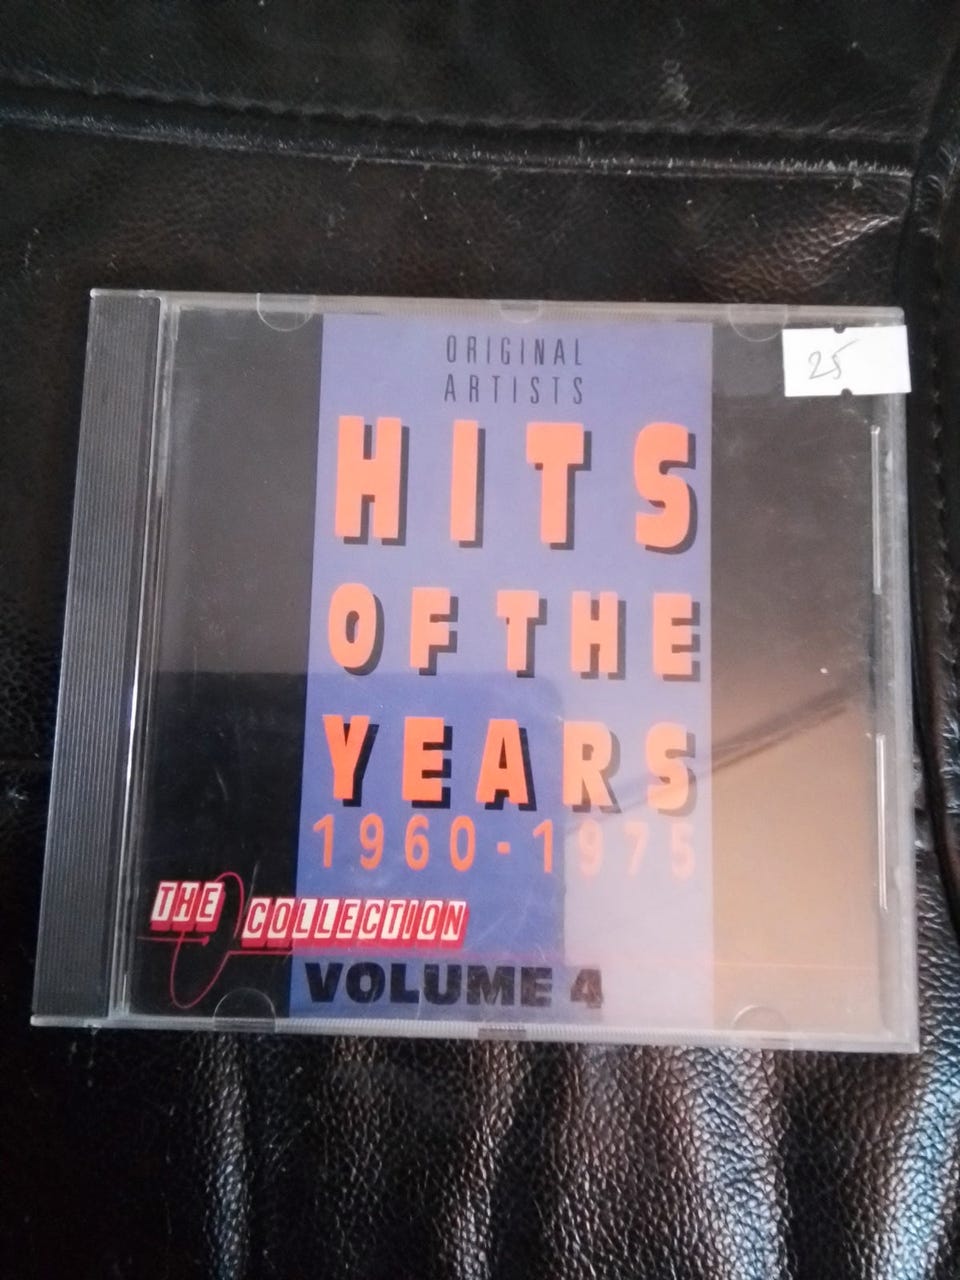 ORIGINAL
ARTISTS
25
HITS
OF THE
YEARS
1960-1975
THE COLLECTION
VOLUME 4